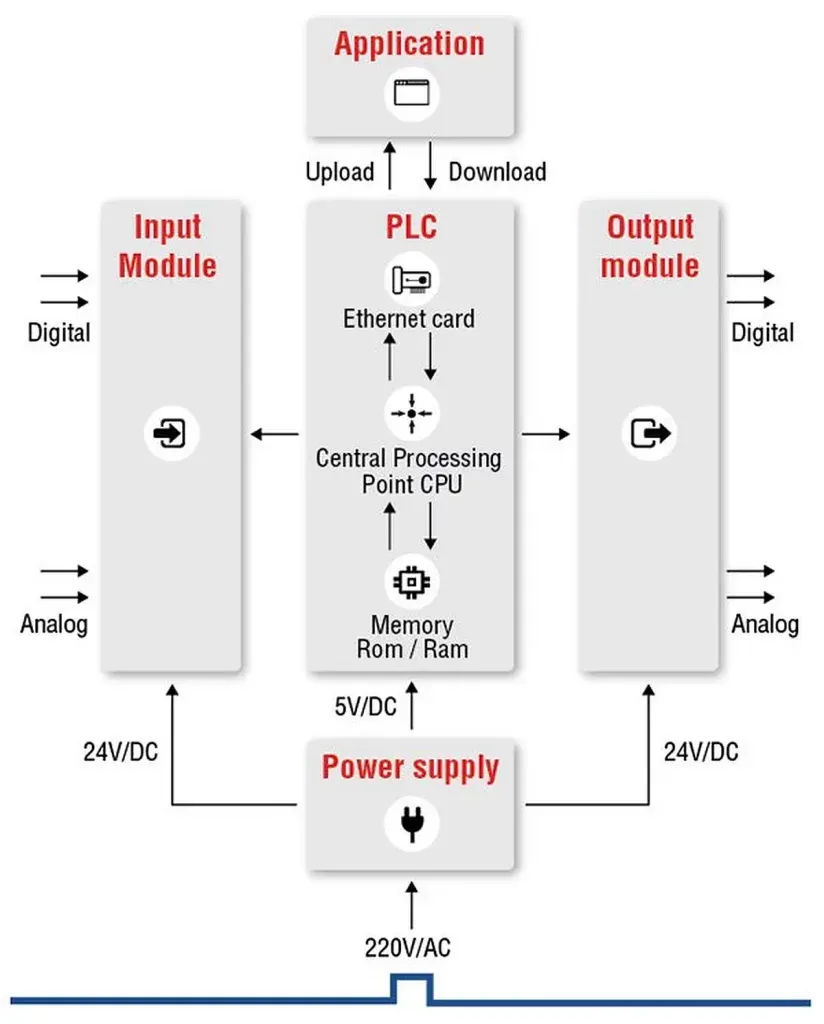 Application
Upload
Download
Input
Module
PLC
Output
module
Ethernet card
Digital
Digital
Central Processing
Point CPU
Analog
Memory
Rom / Ram
Analog
5V/DC
24V/DC
24V/DC
Power supply
220V/AC